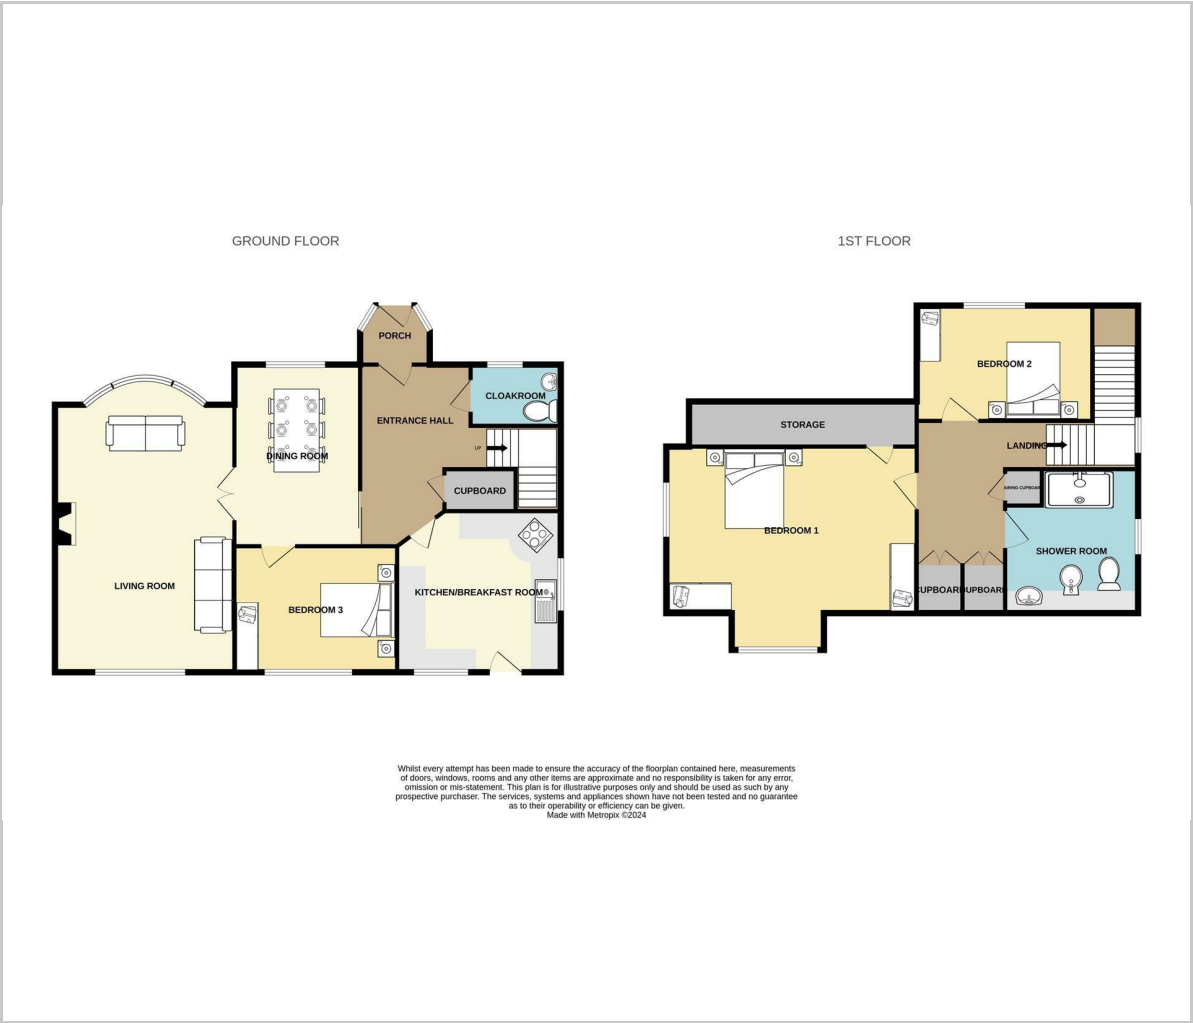 GROUND FLOOR
1ST FLOOR
PORCH
CLOAKROOM
ENTRANCE HALL
DINING ROOM
UP
CUPBOARD
LIVING ROOM
BEDROOM 3
KITCHEN/BREAKFAST ROOM
BEDROOM 2
STORAGE
LANDING
AIRING CUPBOARD
BEDROOM 1
SHOWER ROOM
CUPBOARD
CUPBOARD
Whilst every attempt has been made to ensure the accuracy of the floorplan contained here, measurements
of doors, windows, rooms and any other items are approximate and no responsibility is taken for any error,
omission or mis-statement. This plan is for illustrative purposes only and should be used as such by any
prospective purchaser. The services, systems and appliances shown have not been tested and no guarantee
as to their operability or efficiency can be given.
Made with Metropix ©2024